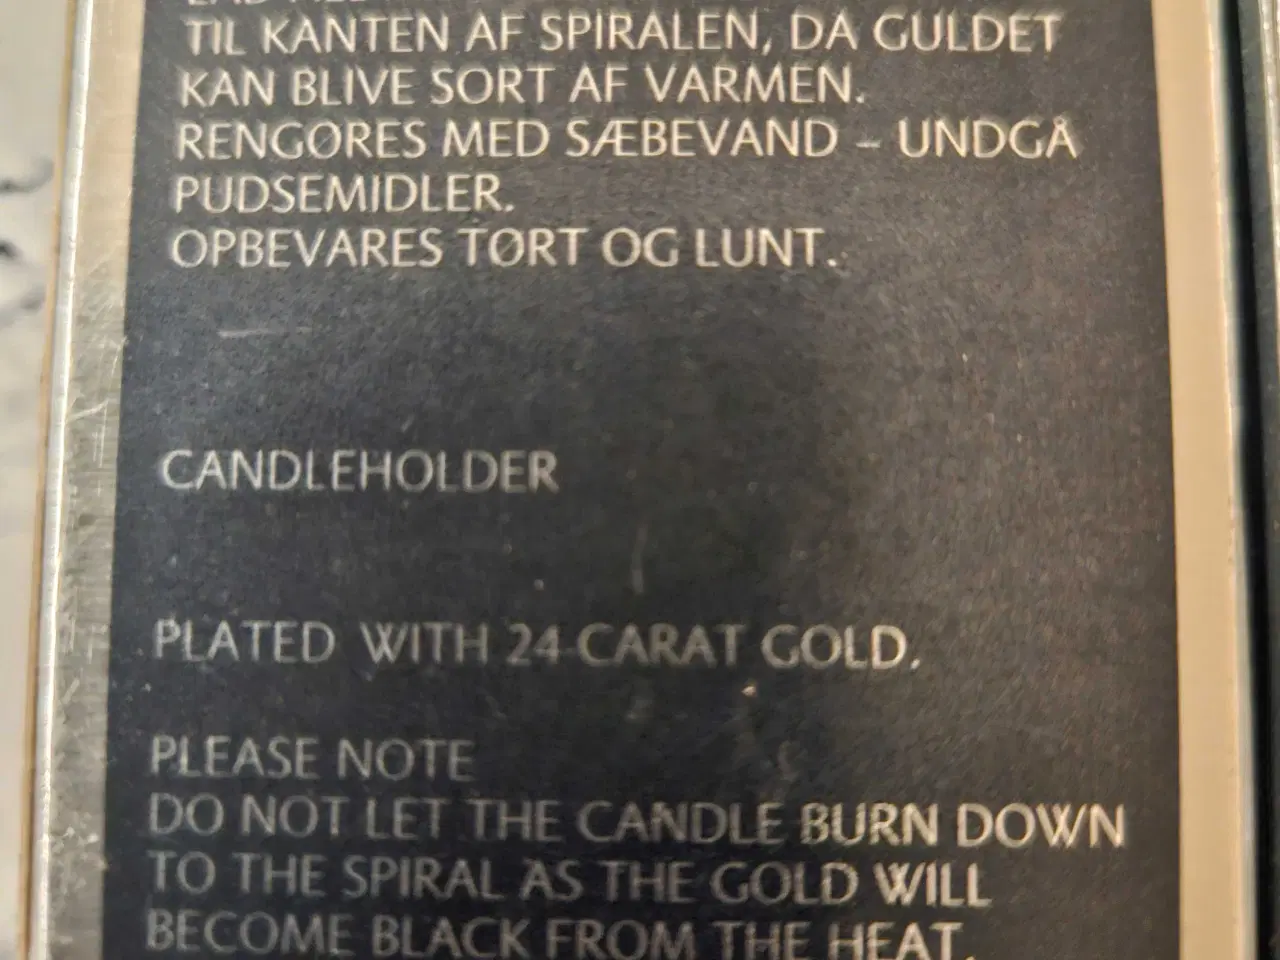 TIL KANTEN AF SPIRALEN, DA GULDET
KAN BLIVE SORT AF VARMEN.
RENGØRES MED SÆBEVAND – UNDGÅ
PUDSEMIDLER.
OPBEVARES TØRT OG LUNT.
CANDLEHOLDER
PLATED WITH 24-CARAT GOLD.
PLEASE NOTE
DO NOT LET THE CANDLE BURN DOWN
TO THE SPIRAL AS THE GOLD WILL
BECOME BLACK FROM THE HEAT.